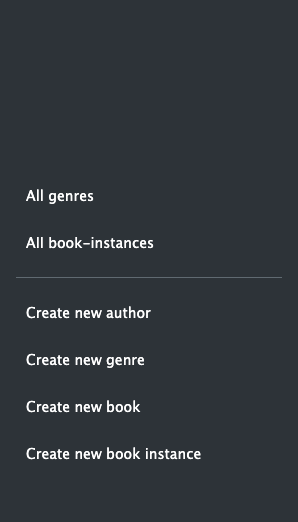 All genres
All book-instances
Create new author
Create new genre
Create new book
Create new book instance